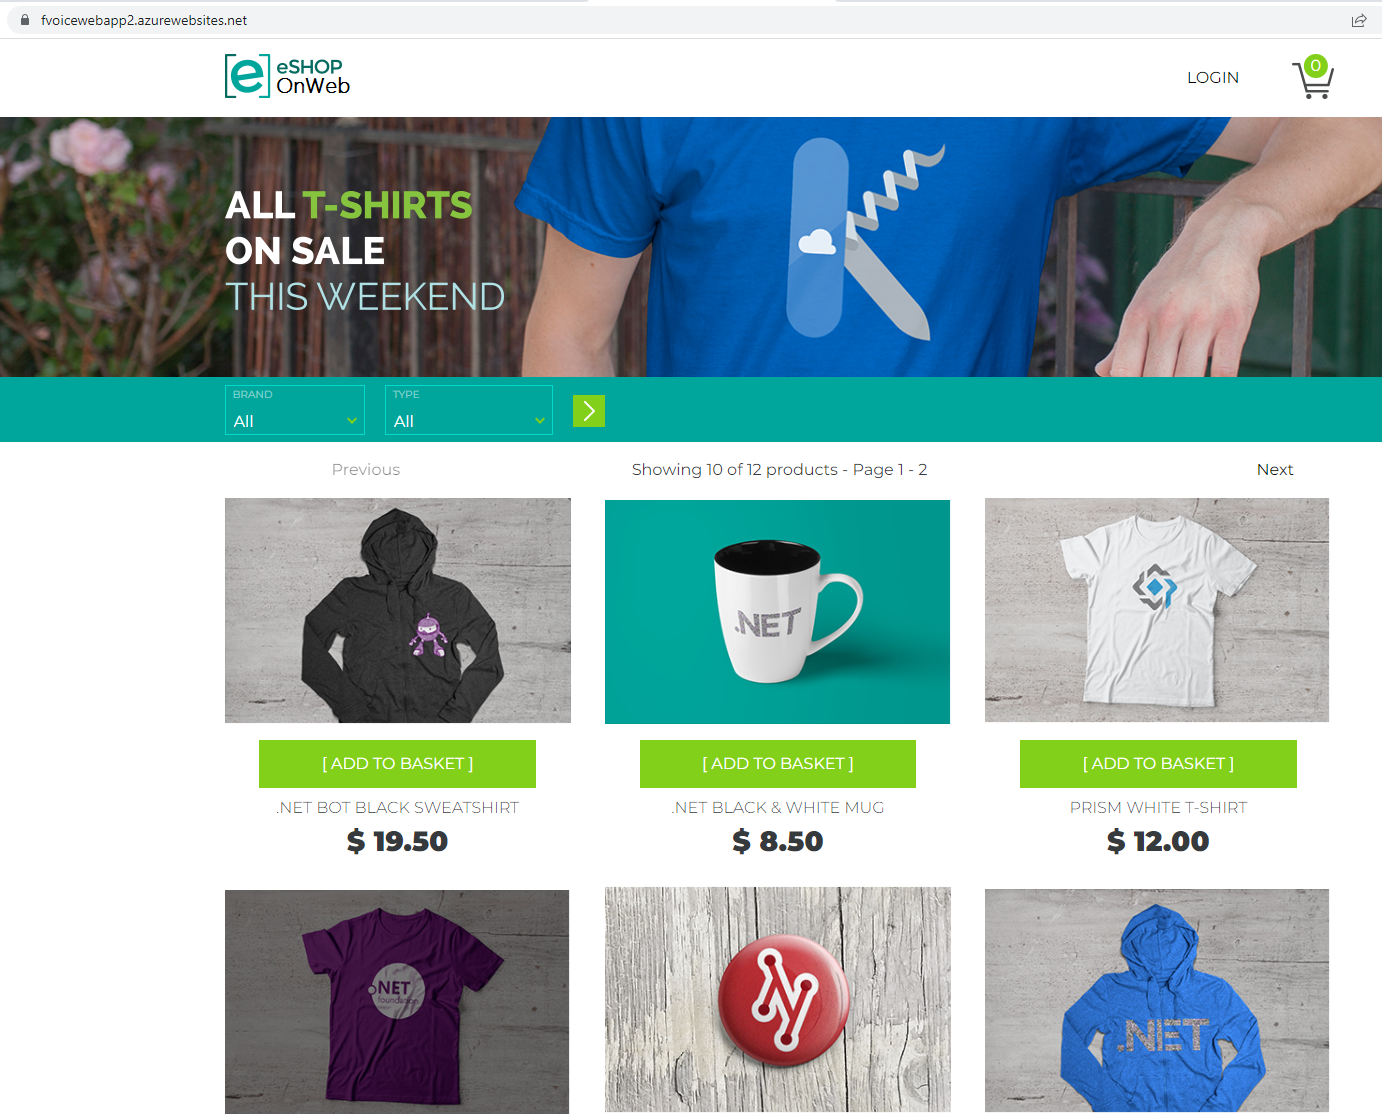 fvoicewebapp2.azurewebsites.net
e eSHOP
OnWeb
LOGIN
0
ALL T-SHIRTS
ON SALE
THIS WEEKEND
BRAND
All
TYPE
All
Previous
Showing 10 of 12 products - Page 1 - 2
Next
.NET
[ ADD TO BASKET ]
[ ADD TO BASKET ]
[ ADD TO BASKET ]
.NET BOT BLACK SWEATSHIRT
.NET BLACK & WHITE MUG
PRISM WHITE T-SHIRT
$ 19.50
$ 8.50
$ 12.00
.NET
foundation
.NET